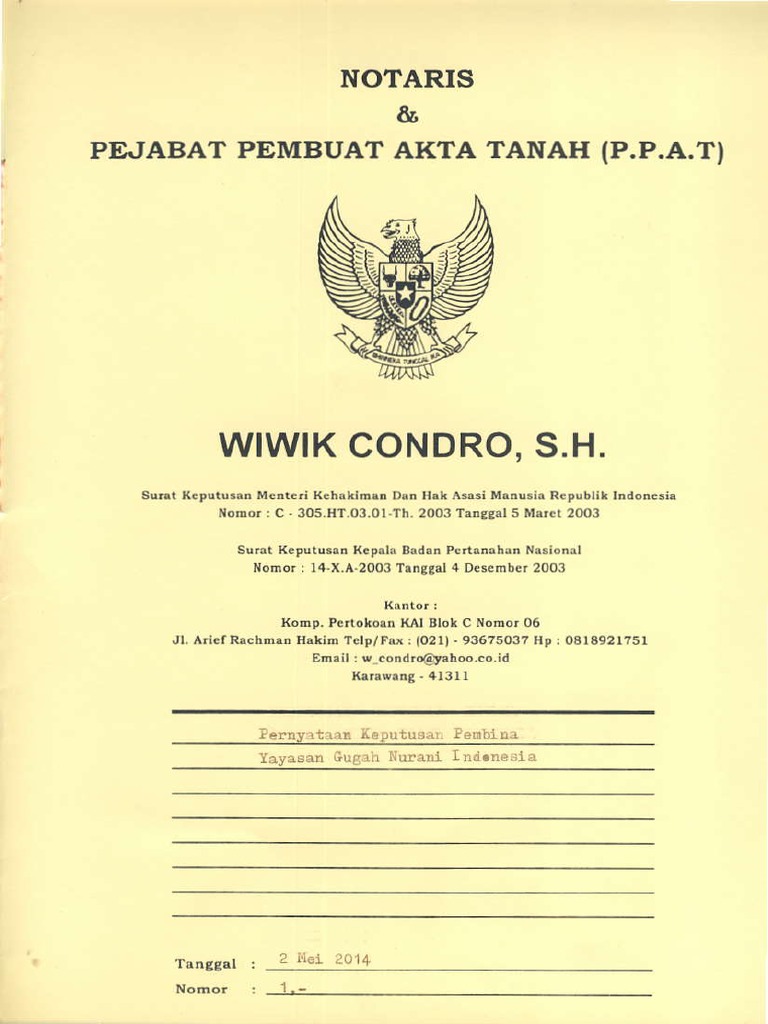 NOTARIS
&
PEJABAT PEMBUAT AKTA TANAH (P.P.A.T)
BHINNEKA TUNGGAL IKA
WIWIK CONDRO, S.H.
Surat Keputusan Menteri Kehakiman Dan Hak Asasi Manusia Republik Indonesia
Nomor : C - 305.HT.03.01-Th. 2003 Tanggal 5 Maret 2003
Surat Keputusan Kepala Badan Pertanahan Nasional
Nomor : 14-X.A-2003 Tanggal 4 Desember 2003
Kantor :
Komp. Pertokoan KAI Blok C Nomor 06
Jl. Arief Rachman Hakim Telp/Fax : (021) - 93675037 Hp : 0818921751
Email : w_condro@yahoo.co.id
Karawang - 41311
Pernyataan Keputusan Pembina
Yayasan Gugah Nurani Indonesia
Tanggal : 2 Mei 2014
Nomor : 1,-